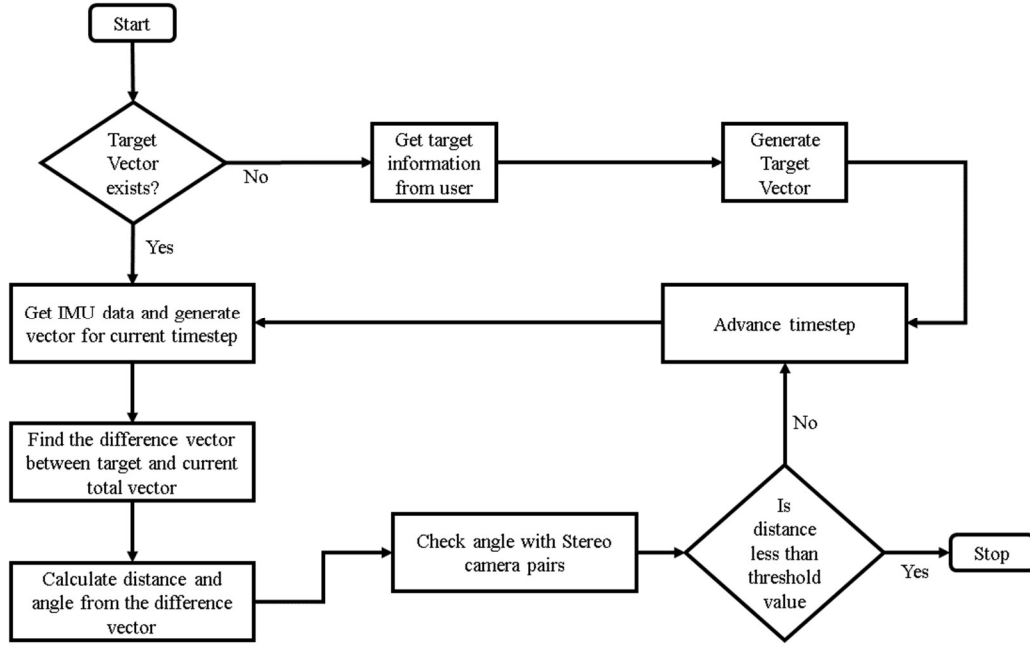 Start
Target
Vector
exists?
No
Get target
information
from user
Generate
Target
Vector
Yes
Get IMU data and generate
vector for current timestep
Advance timestep
Find the difference vector
between target and current
total vector
No
Calculate distance and
angle from the difference
vector
Check angle with Stereo
camera pairs
Is
distance
less than
threshold
value
Yes
Stop